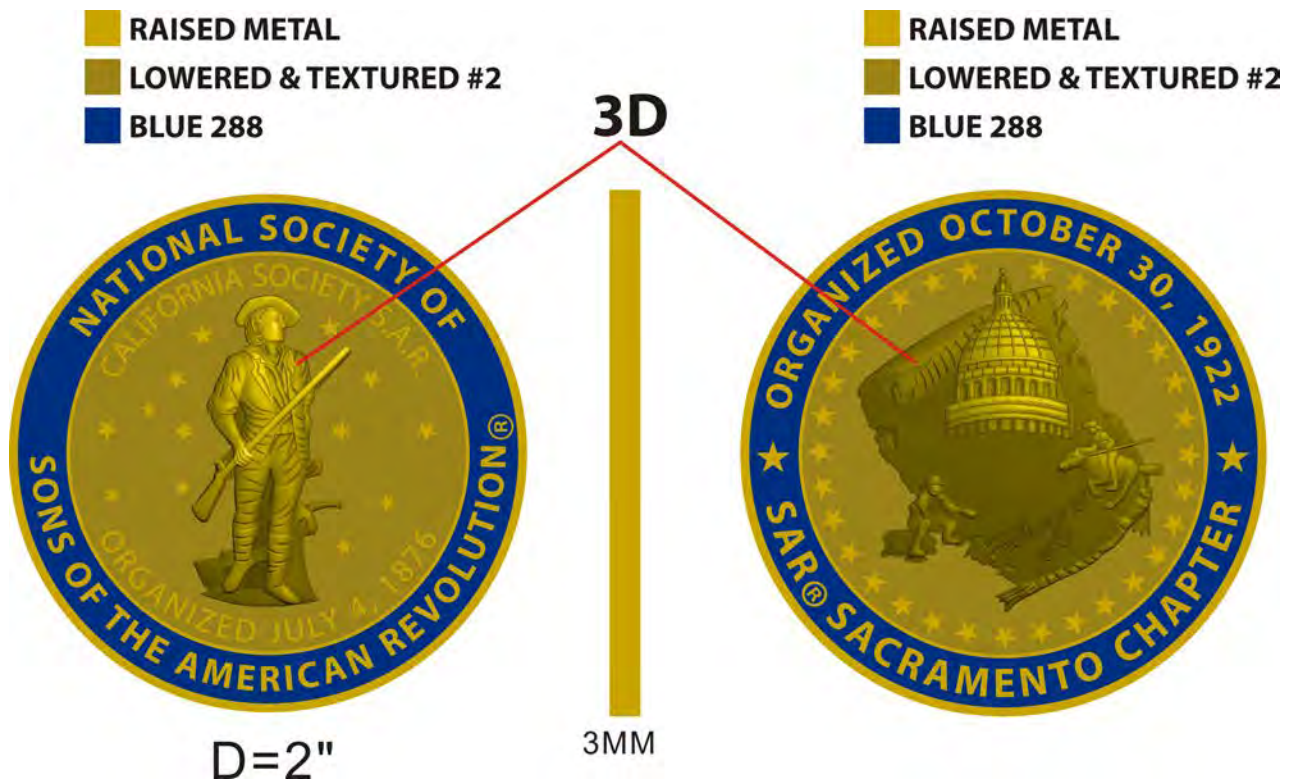 RAISED METAL
LOWERED & TEXTURED #2
BLUE 288
RAISED METAL
LOWERED & TEXTURED #2
BLUE 288
3D
NATIONAL SOCIETY OF
SONS OF THE AMERICAN REVOLUTION®
CALIFORNIA SOCIETY S.A.R.
ORGANIZED JULY 4, 1876
ORGANIZED OCTOBER 30, 1922
SAR® SACRAMENTO CHAPTER
D=2"
3MM